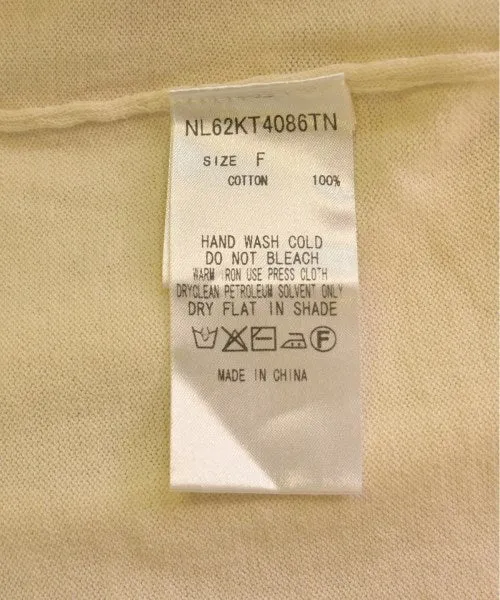 NL62KT4086TN
SIZE F
COTTON 100%
HAND WASH COLD
DO NOT BLEACH
WARM IRON USE PRESS CLOTH
DRYCLEAN PETROLEUM SOLVENT ONLY
DRY FLAT IN SHADE
F
MADE IN CHINA